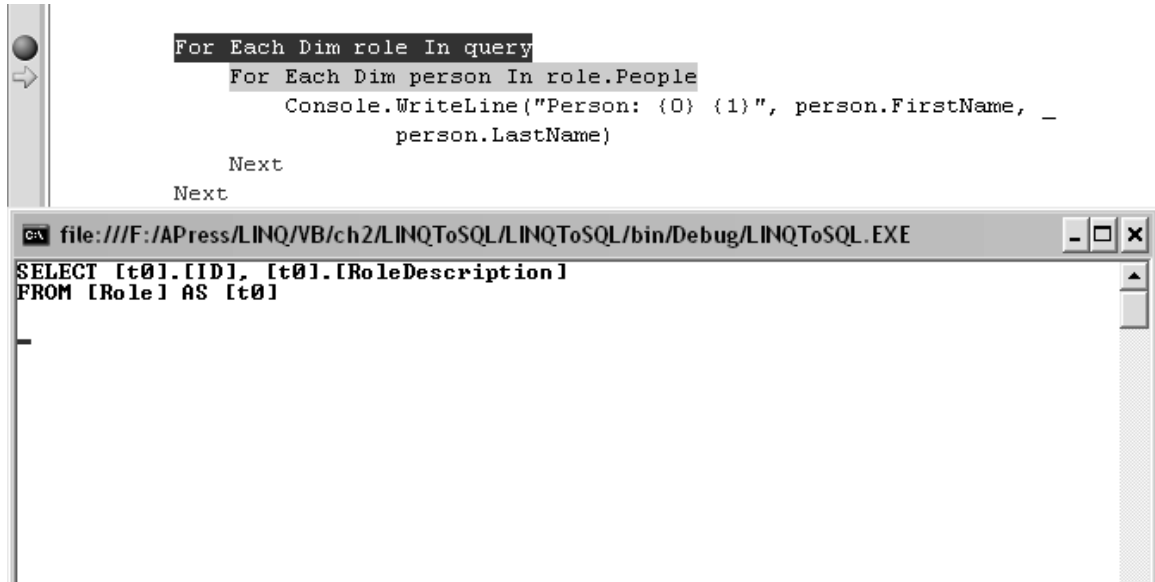 For Each Dim role In query
For Each Dim person In role.People
Console.WriteLine("Person: {0} {1}", person.FirstName, _
person.LastName)
Next
Next
file:///F:/APress/LINQ/VB/ch2/LINQToSQL/LINQToSQL/bin/Debug/LINQToSQL.EXE
SELECT [t0].[ID], [t0].[RoleDescription]
FROM [Role] AS [t0]